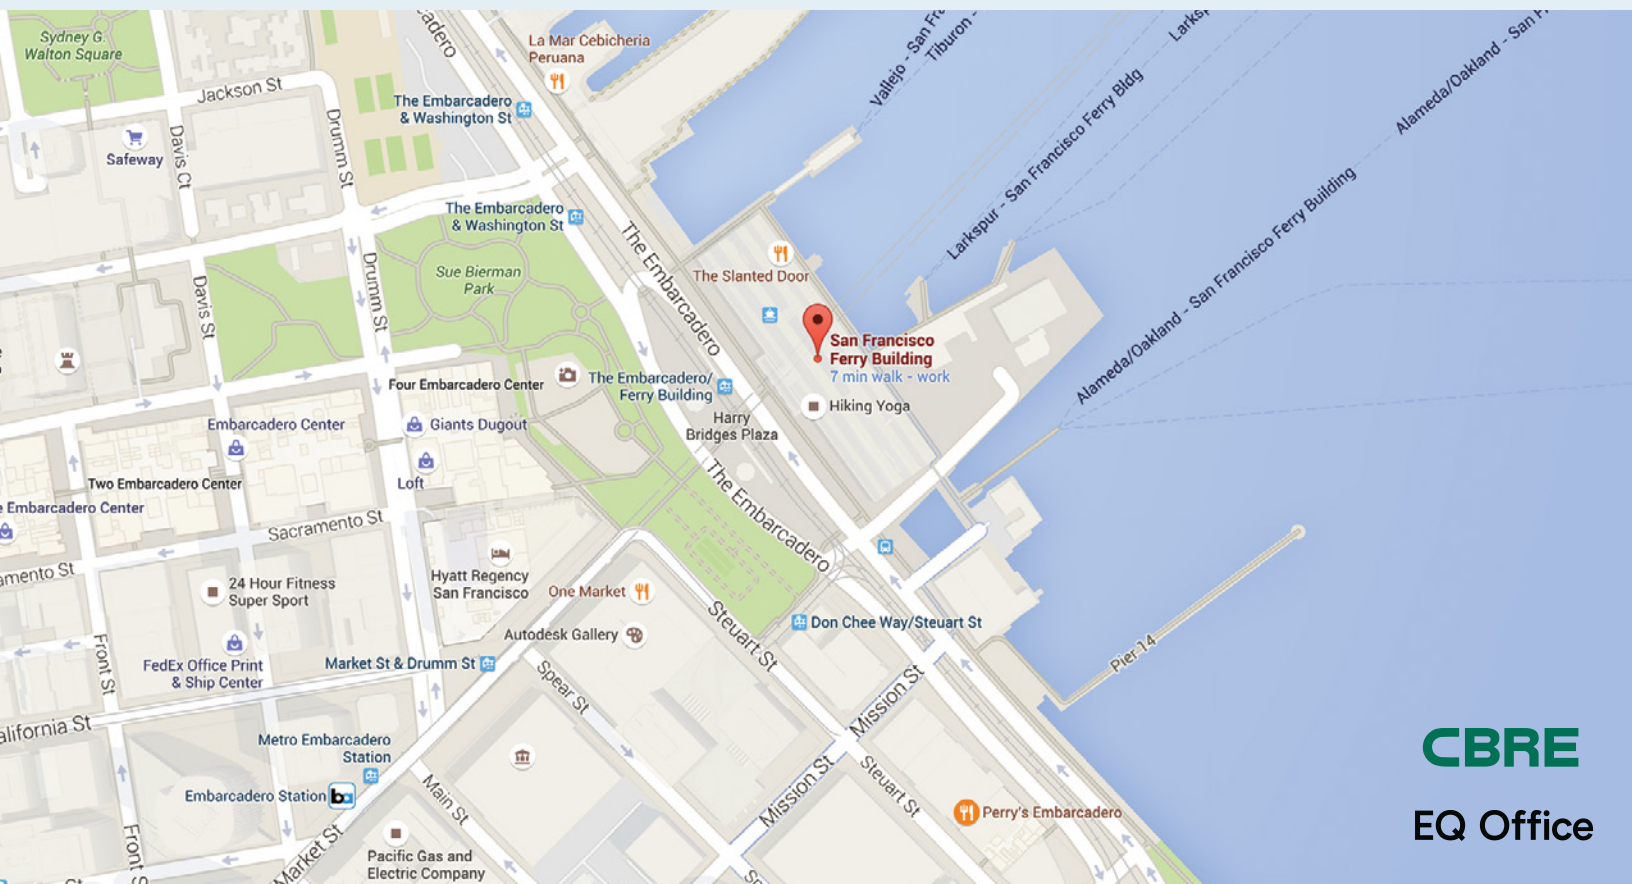 Sydney G.
Walton Square
cadero
La Mar Cebicheria
Peruana
Vallejo - San Fr
Tiburon -
Larksp
Alameda/Oakland - San F
Jackson St
The Embarcadero
& Washington St
Drumm St
Davis Ct
Safeway
Larkspur - San Francisco Ferry Bldg
Alameda/Oakland - San Francisco Ferry Building
The Embarcadero
& Washington St
The Embarcadero
Sue Bierman
Park
The Slanted Door
Davis St
Drumm St
San Francisco
Ferry Building
7 min walk - work
Four Embarcadero Center
The Embarcadero/
Ferry Building
Hiking Yoga
Harry
Bridges Plaza
Embarcadero Center
Giants Dugout
Two Embarcadero Center
Loft
e Embarcadero Center
The Embarcadero
Sacramento St
amento St
24 Hour Fitness
Super Sport
Hyatt Regency
San Francisco
One Market
Steuart St
Don Chee Way/Steuart St
Autodesk Gallery
Front St
FedEx Office Print
& Ship Center
Market St & Drumm St
Spear St
Mission St
Pier 14
alifornia St
Metro Embarcadero
Station
Embarcadero Station
ba
Main St
Mission St
Steuart St
Perry's Embarcadero
Market St
Front S
Pacific Gas and
Electric Company
Sp
CBRE
EQ Office